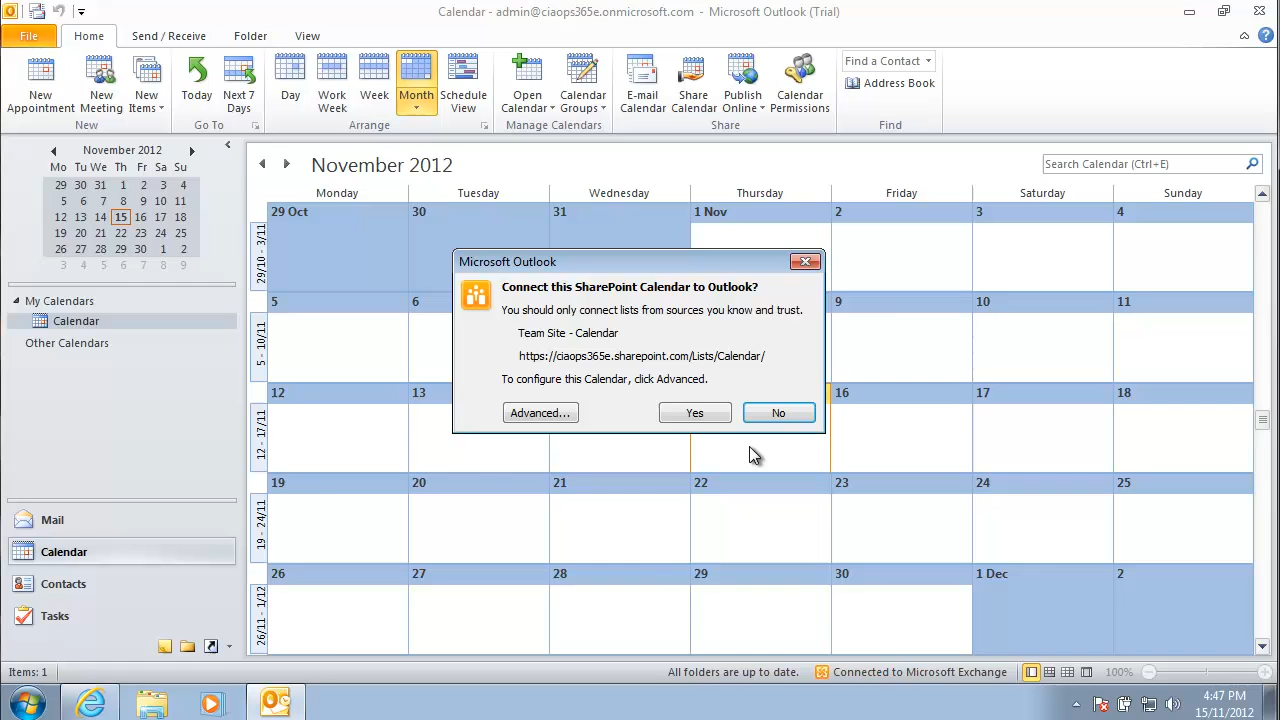 Calendar - admin@ciaops365e.onmicrosoft.com - Microsoft Outlook (Trial)
File Home Send / Receive Folder View
New Appointment
New Meeting
New Items
Today
Next 7 Days
Day
Work Week
Week
Month
Schedule View
Open Calendar
Calendar Groups
E-mail Calendar
Share Calendar
Publish Online
Calendar Permissions
Find a Contact
Address Book
New Go To Arrange Manage Calendars Share Find
November 2012
Mo Tu We Th Fr Sa Su
29 30 31 1 2 3 4
5 6 7 8 9 10 11
12 13 14 15 16 17 18
19 20 21 22 23 24 25
26 27 28 29 30 1 2
3 4 5 6 7 8 9
My Calendars
Calendar
Other Calendars
Mail
Calendar
Contacts
Tasks
November 2012
Search Calendar (Ctrl+E)
Monday Tuesday Wednesday Thursday Friday Saturday Sunday
29/10 - 3/11
29 Oct 30 31 1 Nov 2 3 4
5 - 10/11
5 6 9 10 11
12 - 17/11
12 13 16 17 18
19 - 24/11
19 20 21 22 23 24 25
26/11 - 1/12
26 27 28 29 30 1 Dec 2
Microsoft Outlook
Connect this SharePoint Calendar to Outlook?
You should only connect lists from sources you know and trust.
Team Site - Calendar
https://ciaops365e.sharepoint.com/Lists/Calendar/
To configure this Calendar, click Advanced.
Advanced... Yes No
Items: 1 All folders are up to date. Connected to Microsoft Exchange 100%
4:47 PM
15/11/2012